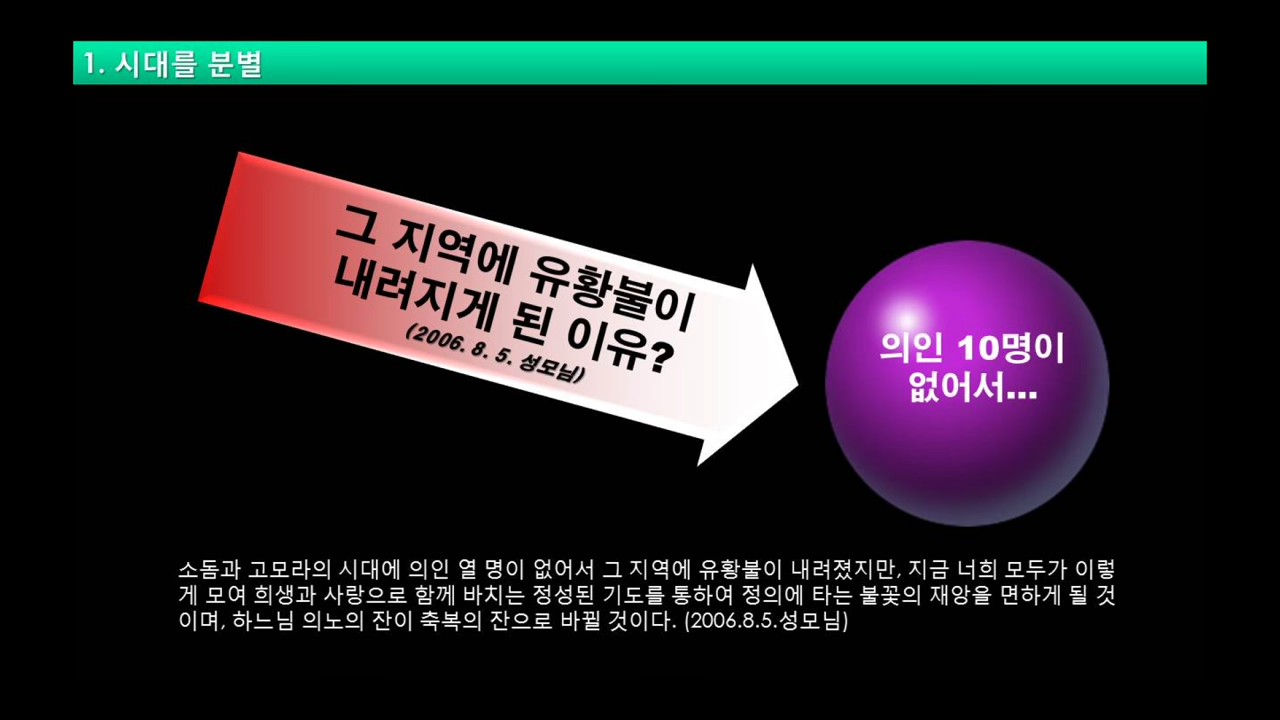 1. 시대를 분별
그 지역에 유황불이
내려지게 된 이유?
(2006. 8. 5. 성모님)
의인 10명이
없어서...
소돔과 고모라의 시대에 의인 열 명이 없어서 그 지역에 유황불이 내려졌지만, 지금 너희 모두가 이렇
게 모여 희생과 사랑으로 함께 바치는 정성된 기도를 통하여 정의에 타는 불꽃의 재앙을 면하게 될 것
이며, 하느님 의노의 잔이 축복의 잔으로 바뀔 것이다. (2006.8.5.성모님)